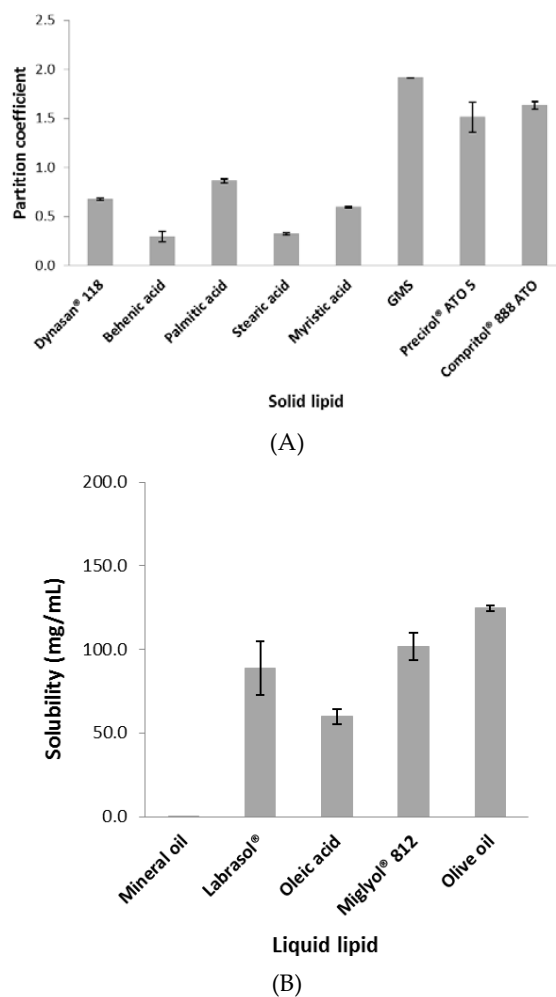 Partition coefficient
2.5
2.0
1.5
1.0
0.5
0.0
Dynasan® 118
Behenic acid
Palmitic acid
Stearic acid
Myristic acid
GMS
Precirol® ATO 5
Compritol® 888 ATO
Solid lipid
(A)
Solubility (mg/mL)
200.0
150.0
100.0
50.0
0.0
Mineral oil
Labrasol®
Oleic acid
Miglyol® 812
Olive oil
Liquid lipid
(B)